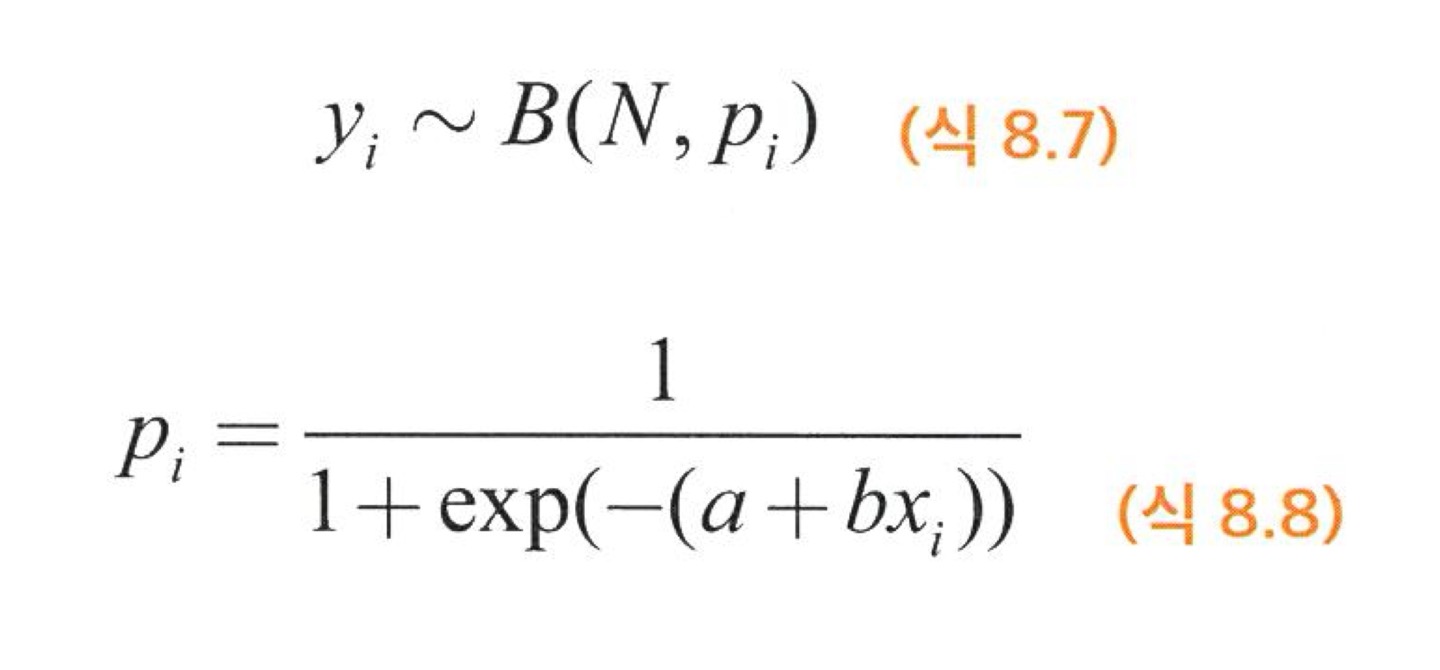 yᵢ ~ B(N, pᵢ) (식 8.7)
pᵢ = 1 / (1 + exp(−(a + bxᵢ))) (식 8.8)